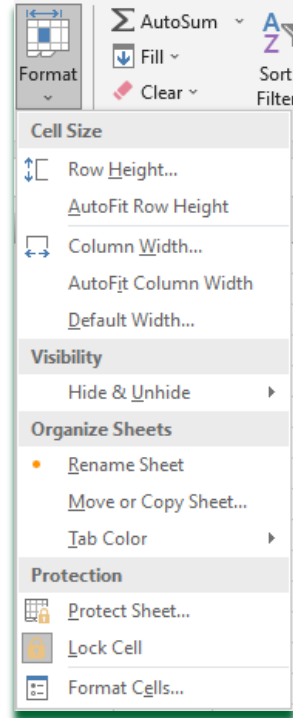 Format
AutoSum
Fill
Clear
A
Z
Sort
Filter
Cell Size
Row Height...
AutoFit Row Height
Column Width...
AutoFit Column Width
Default Width...
Visibility
Hide & Unhide
Organize Sheets
Rename Sheet
Move or Copy Sheet...
Tab Color
Protection
Protect Sheet...
Lock Cell
Format Cells...